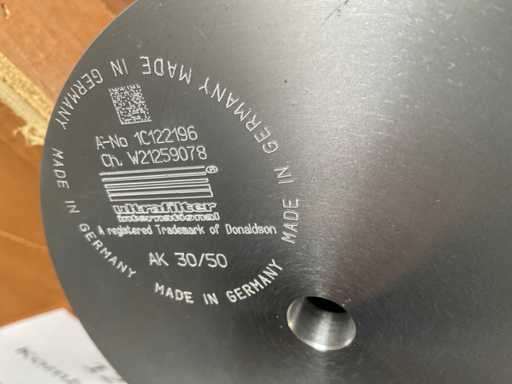 MADE IN GERMANY MADE IN GERMANY MADE IN GERMANY MADE IN GERMANY MADE IN GERMANY
A-No 1C122196
Ch. W21259078
®
ultrafilter
international
A registered Trademark of Donaldson
AK 30/50